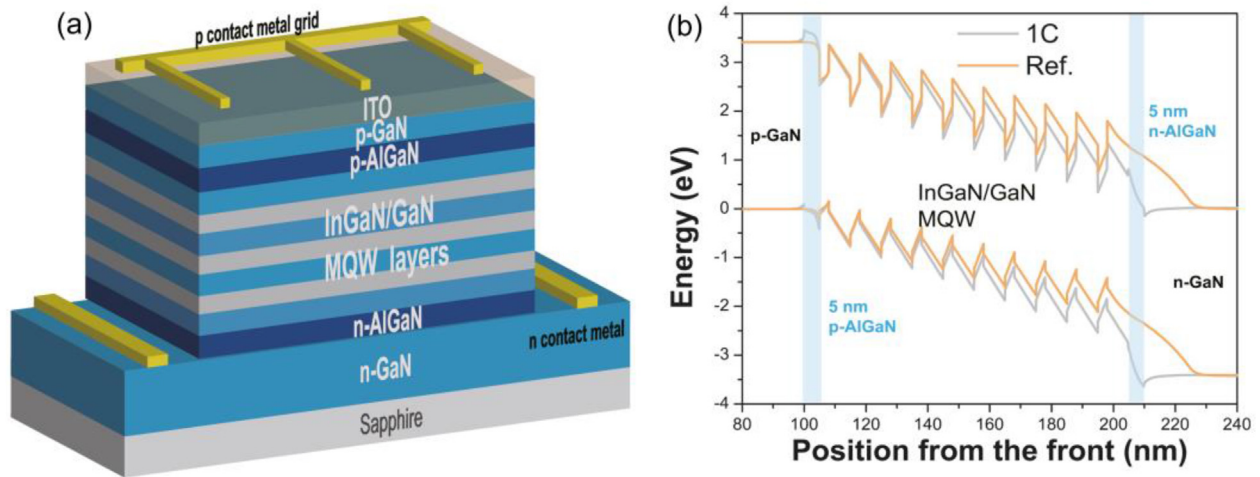 (a)
p contact metal grid
ITO
p-GaN
p-AlGaN
InGaN/GaN
MQW layers
n-AlGaN
n contact metal
n-GaN
Sapphire
(b)
Energy (eV)
4
3
2
1
0
-1
-2
-3
-4
1C
Ref.
p-GaN
5 nm
n-AlGaN
InGaN/GaN
MQW
5 nm
p-AlGaN
n-GaN
80 100 120 140 160 180 200 220 240
Position from the front (nm)